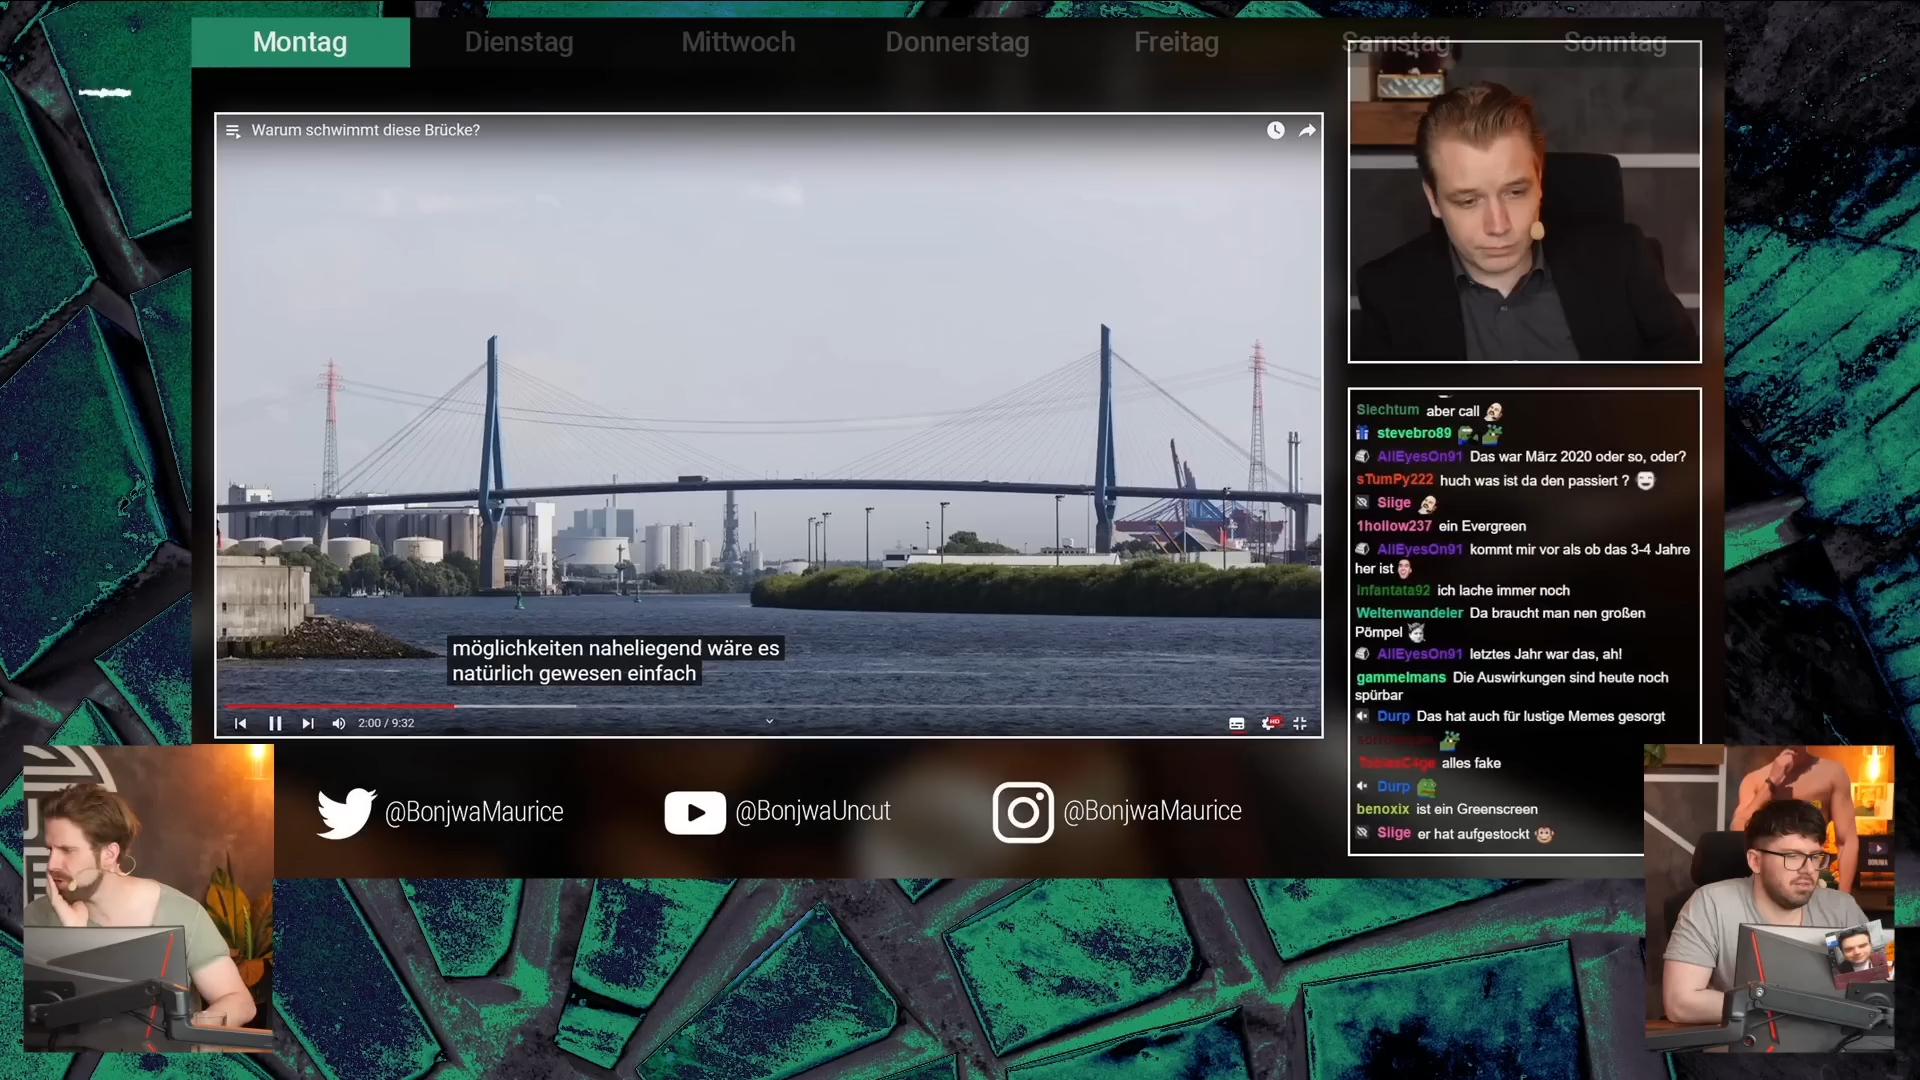 Montag
Dienstag
Mittwoch
Donnerstag
Freitag
Samstag
Sonntag
Warum schwimmt diese Brücke?
möglichkeiten naheliegend wäre es
natürlich gewesen einfach
2:00 / 9:32
HD
@BonjwaMaurice
@BonjwaUncut
@BonjwaMaurice
Siechtum aber call
stevebro89
AllEyesOn91 Das war März 2020 oder so, oder?
sTumPy222 huch was ist da den passiert ?
Siige
1hollow237 ein Evergreen
AllEyesOn91 kommt mir vor als ob das 3-4 Jahre
her ist
Infantata92 ich lache immer noch
Weltenwandeler Da braucht man nen großen
Pömpel
AllEyesOn91 letztes Jahr war das, ah!
gammelmans Die Auswirkungen sind heute noch
spürbar
Durp Das hat auch für lustige Memes gesorgt
TobiasC4ge alles fake
Durp
benoxix ist ein Greenscreen
Siige er hat aufgestockt